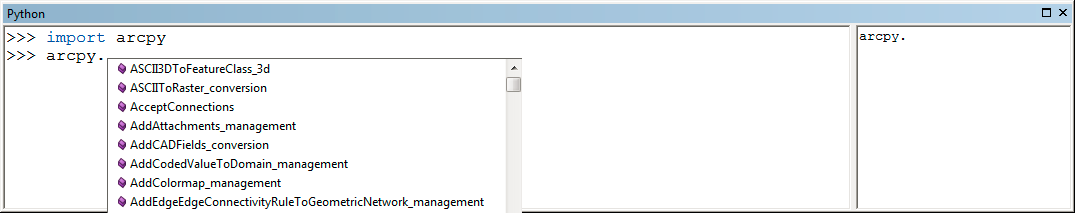 Python
>>> import arcpy
>>> arcpy.
ASCII3DToFeatureClass_3d
ASCIIToRaster_conversion
AcceptConnections
AddAttachments_management
AddCADFields_conversion
AddCodedValueToDomain_management
AddColormap_management
AddEdgeEdgeConnectivityRuleToGeometricNetwork_management
arcpy.